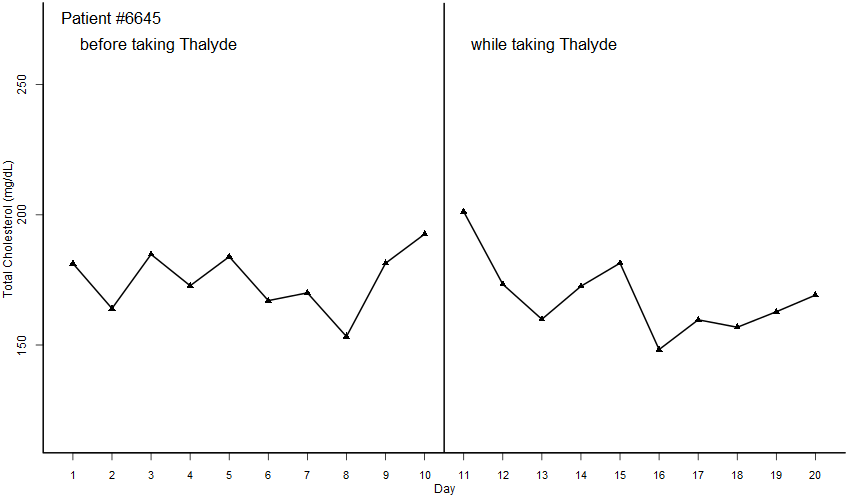 Patient #6645
before taking Thalyde
while taking Thalyde
Total Cholesterol (mg/dL)
250
200
150
1 2 3 4 5 6 7 8 9 10 11 12 13 14 15 16 17 18 19 20
Day